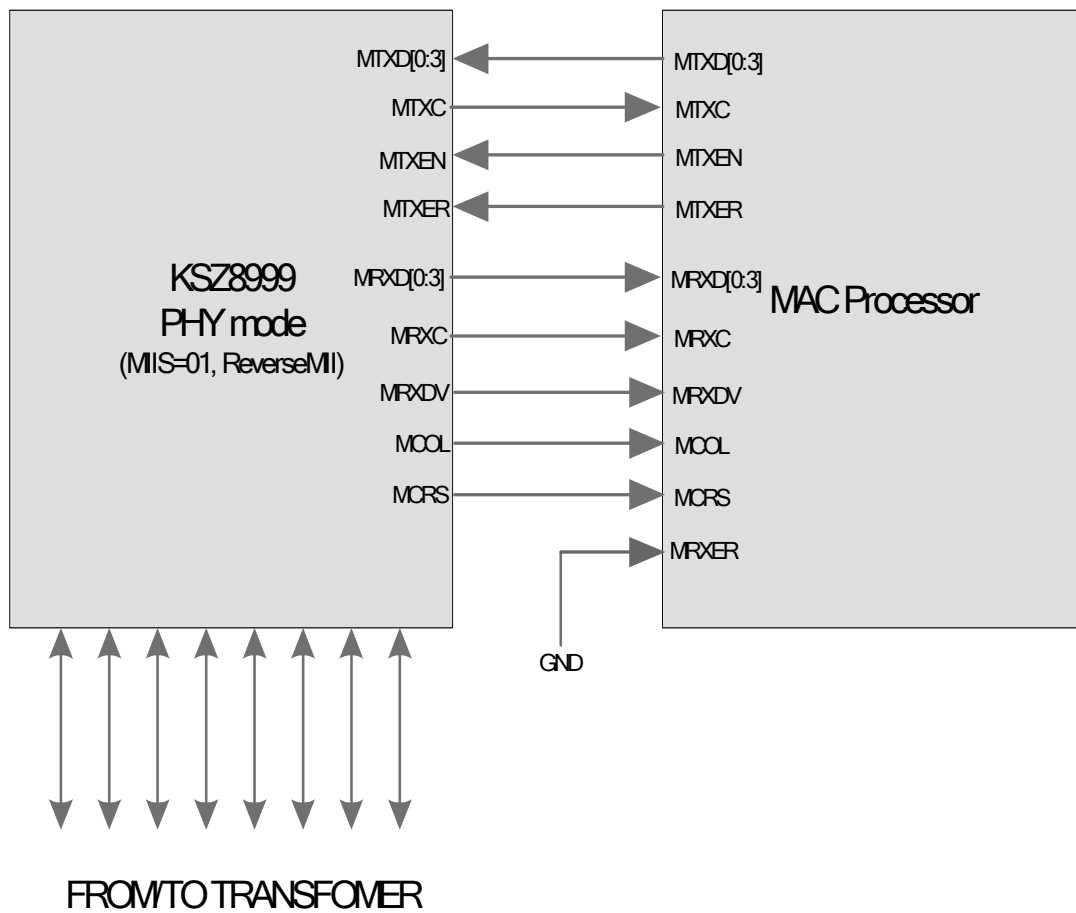 MTXD[0:3]
MTXC
MTXEN
MTXER
MRXD[0:3]
MRXC
MRXDV
MCOL
MCRS
KSZ8999
PHY mode
(MIIS=01, ReverseMII)
MTXD[0:3]
MTXC
MTXEN
MTXER
MRXD[0:3]
MRXC
MRXDV
MCOL
MCRS
MRXER
MAC Processor
GND
FROM/TO TRANSFOMER